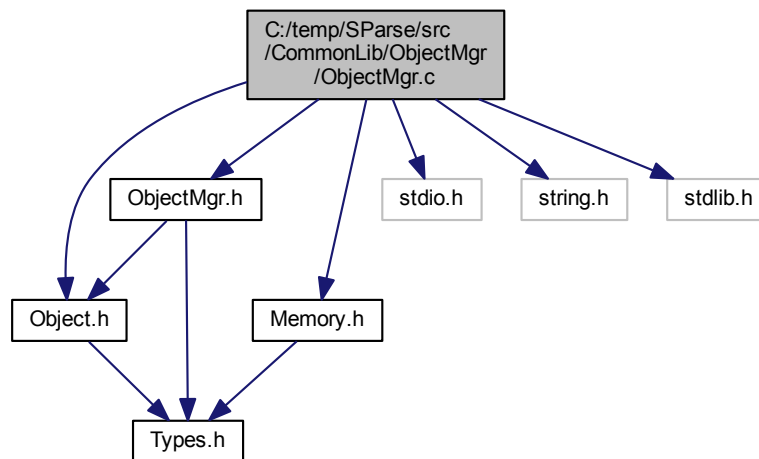 C:/temp/SParse/src
/CommonLib/ObjectMgr
/ObjectMgr.c
ObjectMgr.h
stdio.h
string.h
stdlib.h
Object.h
Memory.h
Types.h